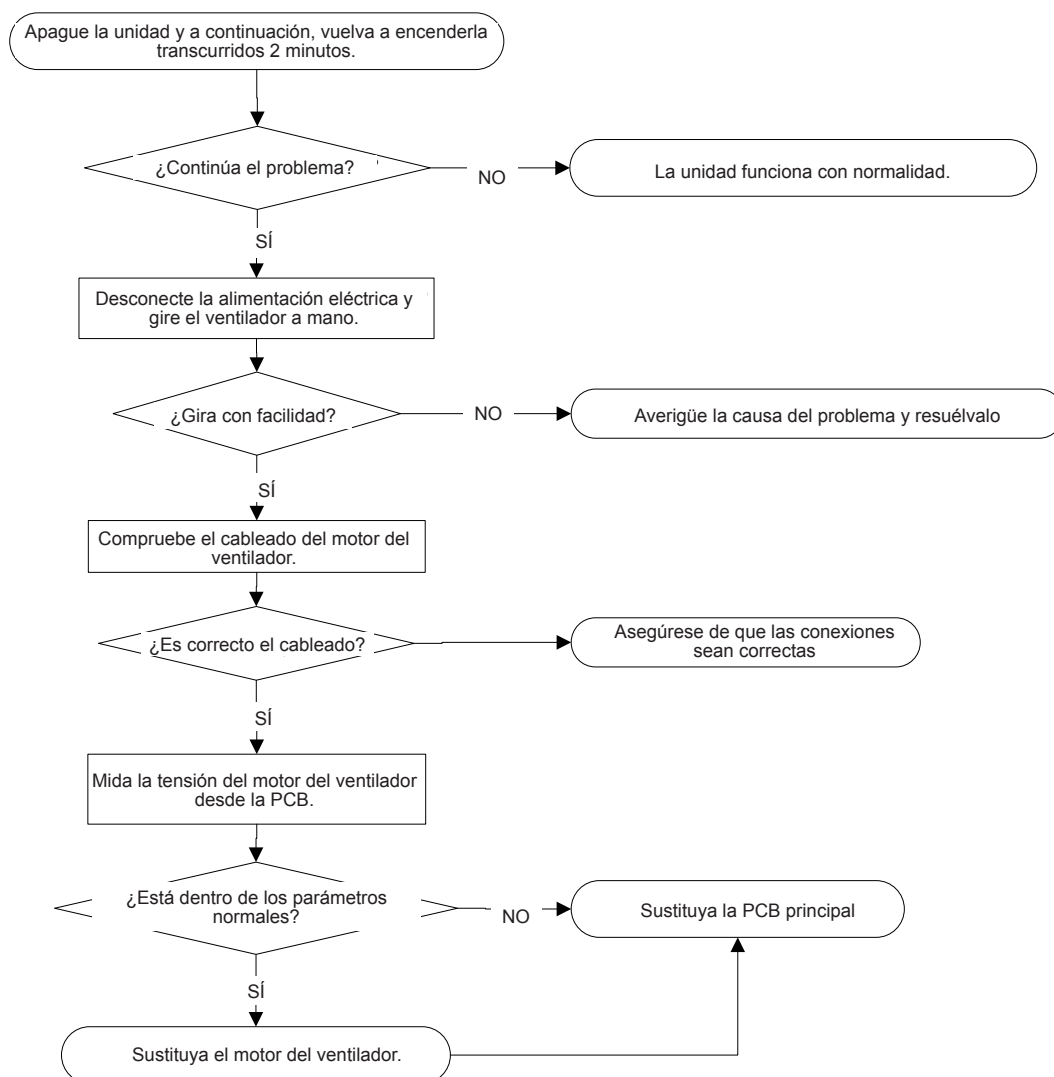 Apague la unidad y a continuación, vuelva a encenderla
transcurridos 2 minutos.
¿Continúa el problema?
NO
La unidad funciona con normalidad.
SÍ
Desconecte la alimentación eléctrica y
gire el ventilador a mano.
¿Gira con facilidad?
NO
Averigüe la causa del problema y resuélvalo
SÍ
Compruebe el cableado del motor del
ventilador.
¿Es correcto el cableado?
Asegúrese de que las conexiones
sean correctas
SÍ
Mida la tensión del motor del ventilador
desde la PCB.
¿Está dentro de los parámetros
normales?
NO
Sustituya la PCB principal
SÍ
Sustituya el motor del ventilador.